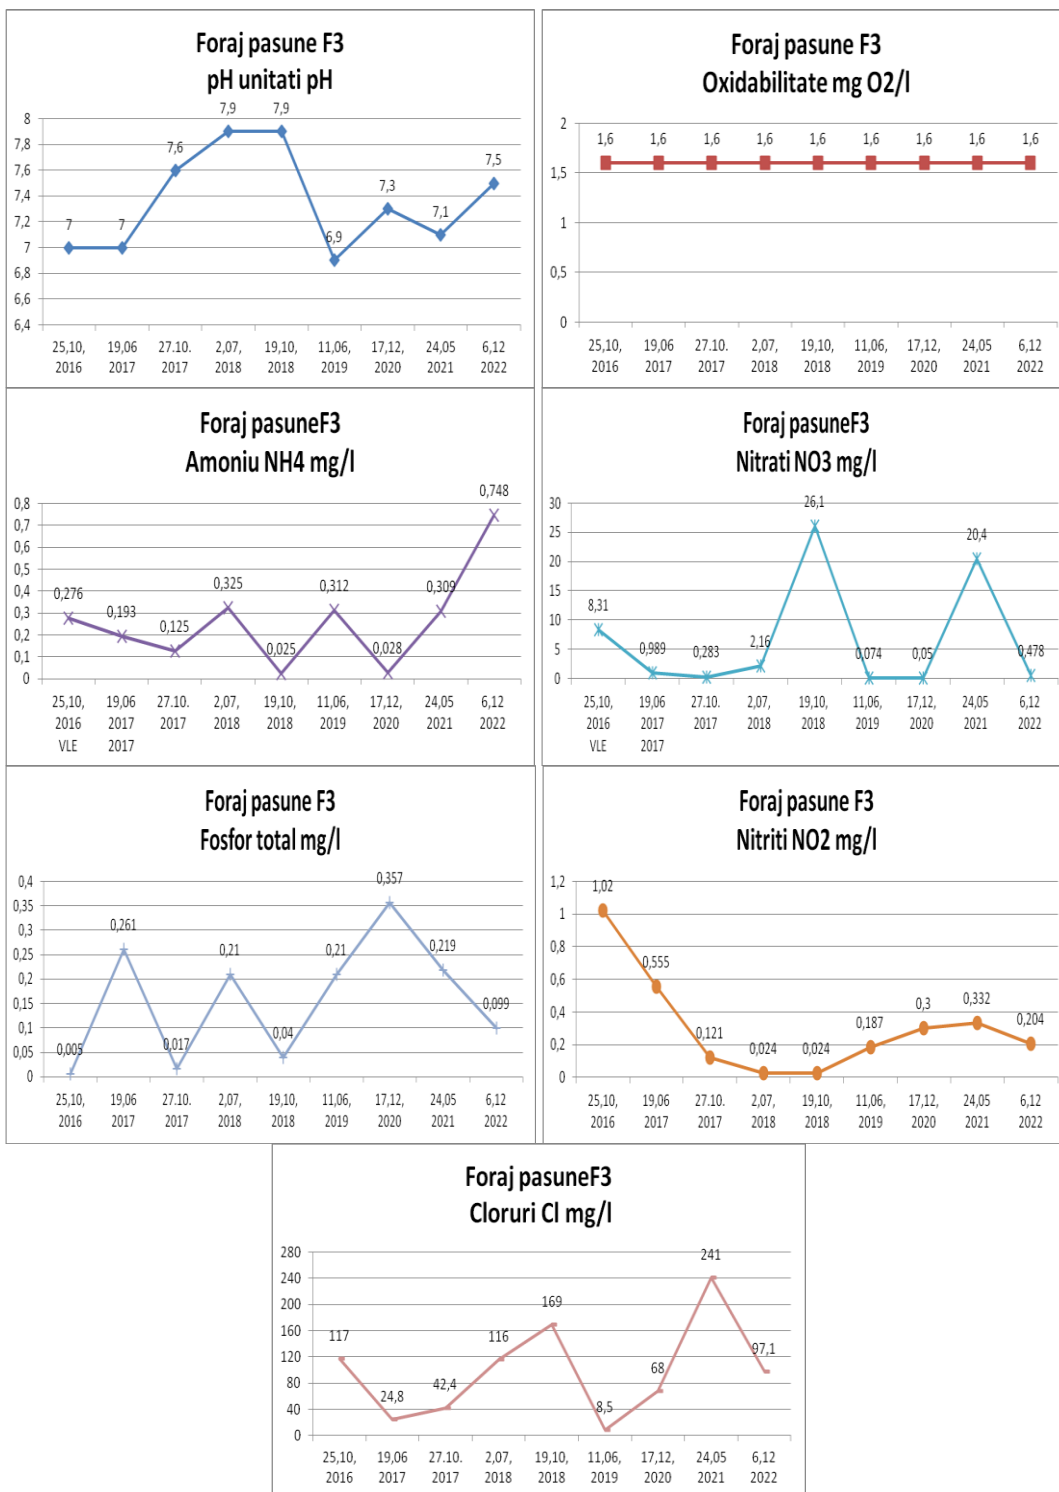 Foraj pasune F3
pH unitati pH
7,9 7,9
8
7,8
7,6
7,5
7,6
7,4
7,3
7,2
7 7
7,1
7
6,9
6,8
6,6
6,4
25,10, 19,06 27.10. 2,07, 19,10, 11,06, 17,12, 24,05 6,12
2016 2017 2017 2018 2018 2019 2020 2021 2022
Foraj pasune F3
Oxidabilitate mg O2/l
2
1,6 1,6 1,6 1,6 1,6 1,6 1,6 1,6 1,6
1,5
1
0,5
0
25,10, 19,06 27.10. 2,07, 19,10, 11,06, 17,12, 24,05 6,12
2016 2017 2017 2018 2018 2019 2020 2021 2022
Foraj pasuneF3
Amoniu NH4 mg/l
0,748
0,8
0,7
0,6
0,5
0,4
0,3
0,2
0,1
0
0,276 0,193 0,125 0,325 0,025 0,312 0,028 0,309
25,10, 19,06 27.10. 2,07, 19,10, 11,06, 17,12, 24,05 6,12
2016 2017 2017 2018 2018 2019 2020 2021 2022
VLE 2017
Foraj pasuneF3
Nitrati NO3 mg/l
30
25
20
15
10
5
0
8,31 0,989 0,283 2,16 26,1 0,074 0,05 20,4 0,478
25,10, 19,06 27.10. 2,07, 19,10, 11,06, 17,12, 24,05 6,12
2016 2017 2017 2018 2018 2019 2020 2021 2022
VLE 2017
Foraj pasune F3
Fosfor total mg/l
0,4
0,35
0,3
0,25
0,2
0,15
0,1
0,05
0
0,005 0,261 0,017 0,21 0,04 0,21 0,357 0,219 0,099
25,10, 19,06 27.10. 2,07, 19,10, 11,06, 17,12, 24,05 6,12
2016 2017 2017 2018 2018 2019 2020 2021 2022
Foraj pasune F3
Nitriti NO2 mg/l
1,2
1
0,8
0,6
0,4
0,2
0
1,02 0,555 0,121 0,024 0,024 0,187 0,3 0,332 0,204
25,10, 19,06 27.10. 2,07, 19,10, 11,06, 17,12, 24,05 6,12
2016 2017 2017 2018 2018 2019 2020 2021 2022
Foraj pasuneF3
Cloruri Cl mg/l
280
240
200
160
120
80
40
0
117 24,8 42,4 116 169 8,5 68 241 97,1
25,10, 19,06 27.10. 2,07, 19,10, 11,06, 17,12, 24,05 6,12
2016 2017 2017 2018 2018 2019 2020 2021 2022